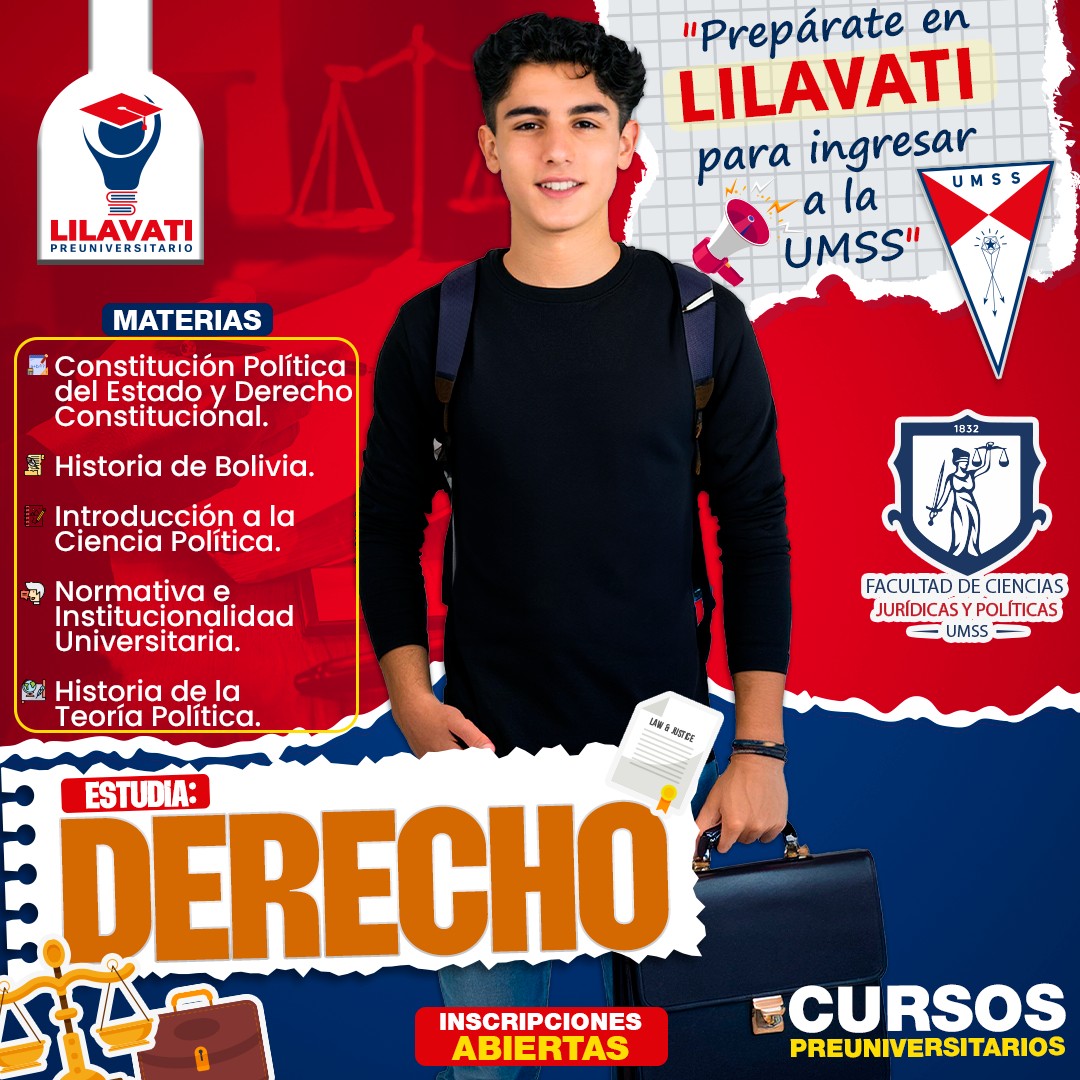 LILAVATI
PREUNIVERSITARIO
"Prepárate en
LILAVATI
para ingresar
a la
UMSS"
UMSS
MATERIAS
Constitución Política
del Estado y Derecho
Constitucional.
Historia de Bolivia.
Introducción a la
Ciencia Política.
Normativa e
Institucionalidad
Universitaria.
Historia de la
Teoría Política.
1832
FACULTAD DE CIENCIAS
JURÍDICAS Y POLÍTICAS
UMSS
LAW & JUSTICE
ESTUDIA:
DERECHO
INSCRIPCIONES
ABIERTAS
CURSOS
PREUNIVERSITARIOS